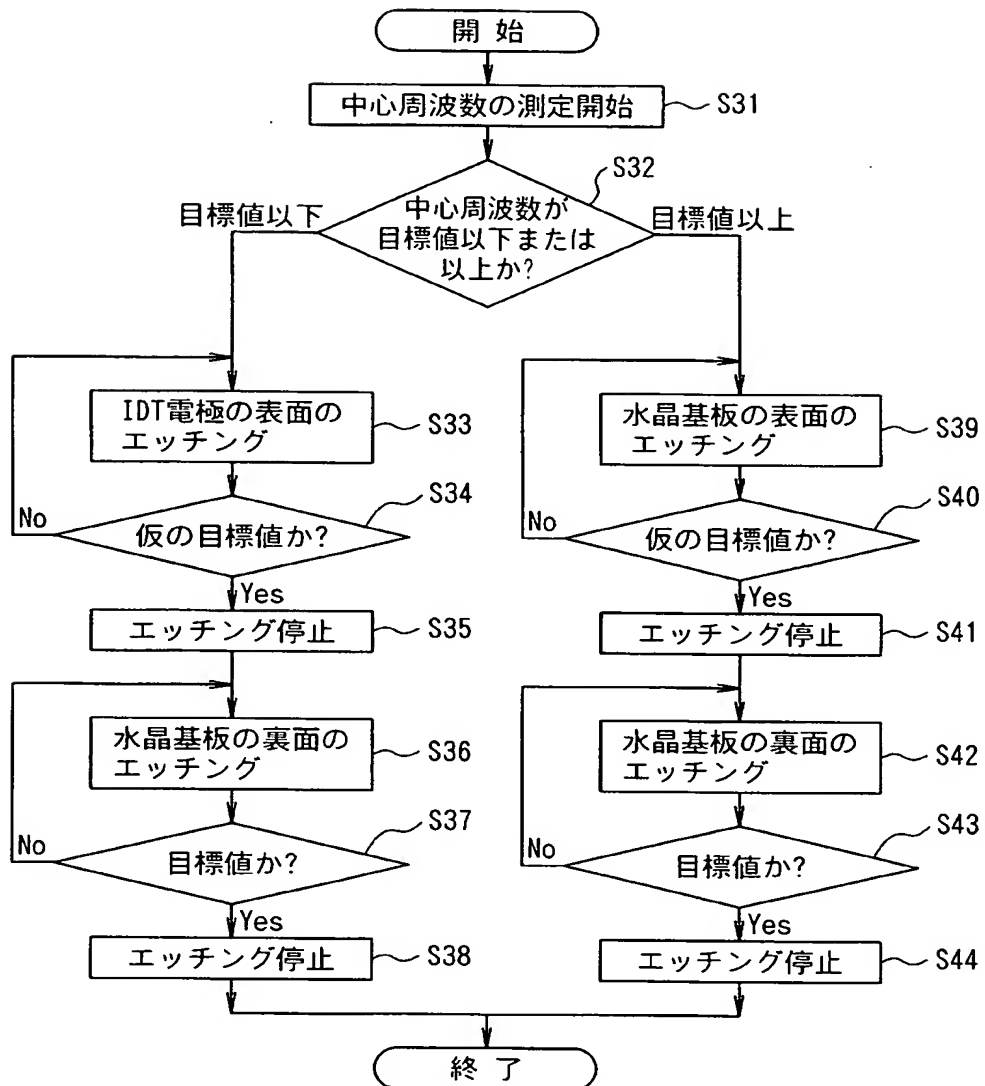 開始
中心周波数の測定開始
S31
S32
中心周波数が
目標値以下または
以上か?
目標値以下
目標値以上
IDT電極の表面の
エッチング
S33
S34
仮の目標値か?
No
Yes
エッチング停止
S35
水晶基板の裏面の
エッチング
S36
S37
目標値か?
No
Yes
エッチング停止
S38
水晶基板の表面の
エッチング
S39
S40
仮の目標値か?
No
Yes
エッチング停止
S41
水晶基板の裏面の
エッチング
S42
S43
目標値か?
No
Yes
エッチング停止
S44
終了